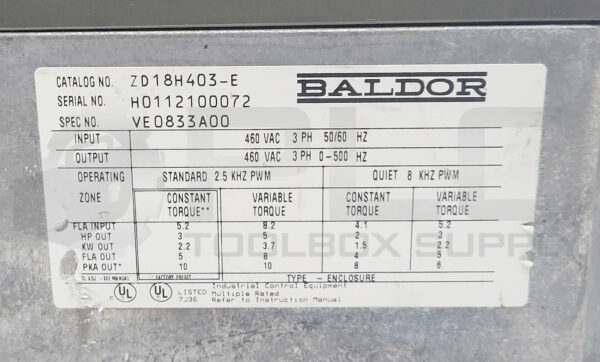 CATALOG NO. ZD18H403-E
BALDOR
SERIAL NO. H0112100072
SPEC NO. VE0833A00
INPUT 460 VAC 3 PH 50/60 HZ
OUTPUT 460 VAC 3 PH 0-500 HZ
OPERATING STANDARD 2.5 KHZ PWM QUIET 8 KHZ PWM
ZONE CONSTANT TORQUE** VARIABLE TORQUE CONSTANT TORQUE VARIABLE TORQUE
FLA INPUT 5.2 8.2 4.1 5.2
HP OUT 3 5 2 3
KW OUT 2.2 3.7 1.5 2.2
FLA OUT 5 8 4 5
PKA OUT* 10 10 8 6
FACTORY PRESET TYPE - ENCLOSURE
C UL UL LISTED 7J36
Industrial Control Equipment
Multiple Rated
Refer to Instruction Manual
PLC
TOOLBOX SUPP